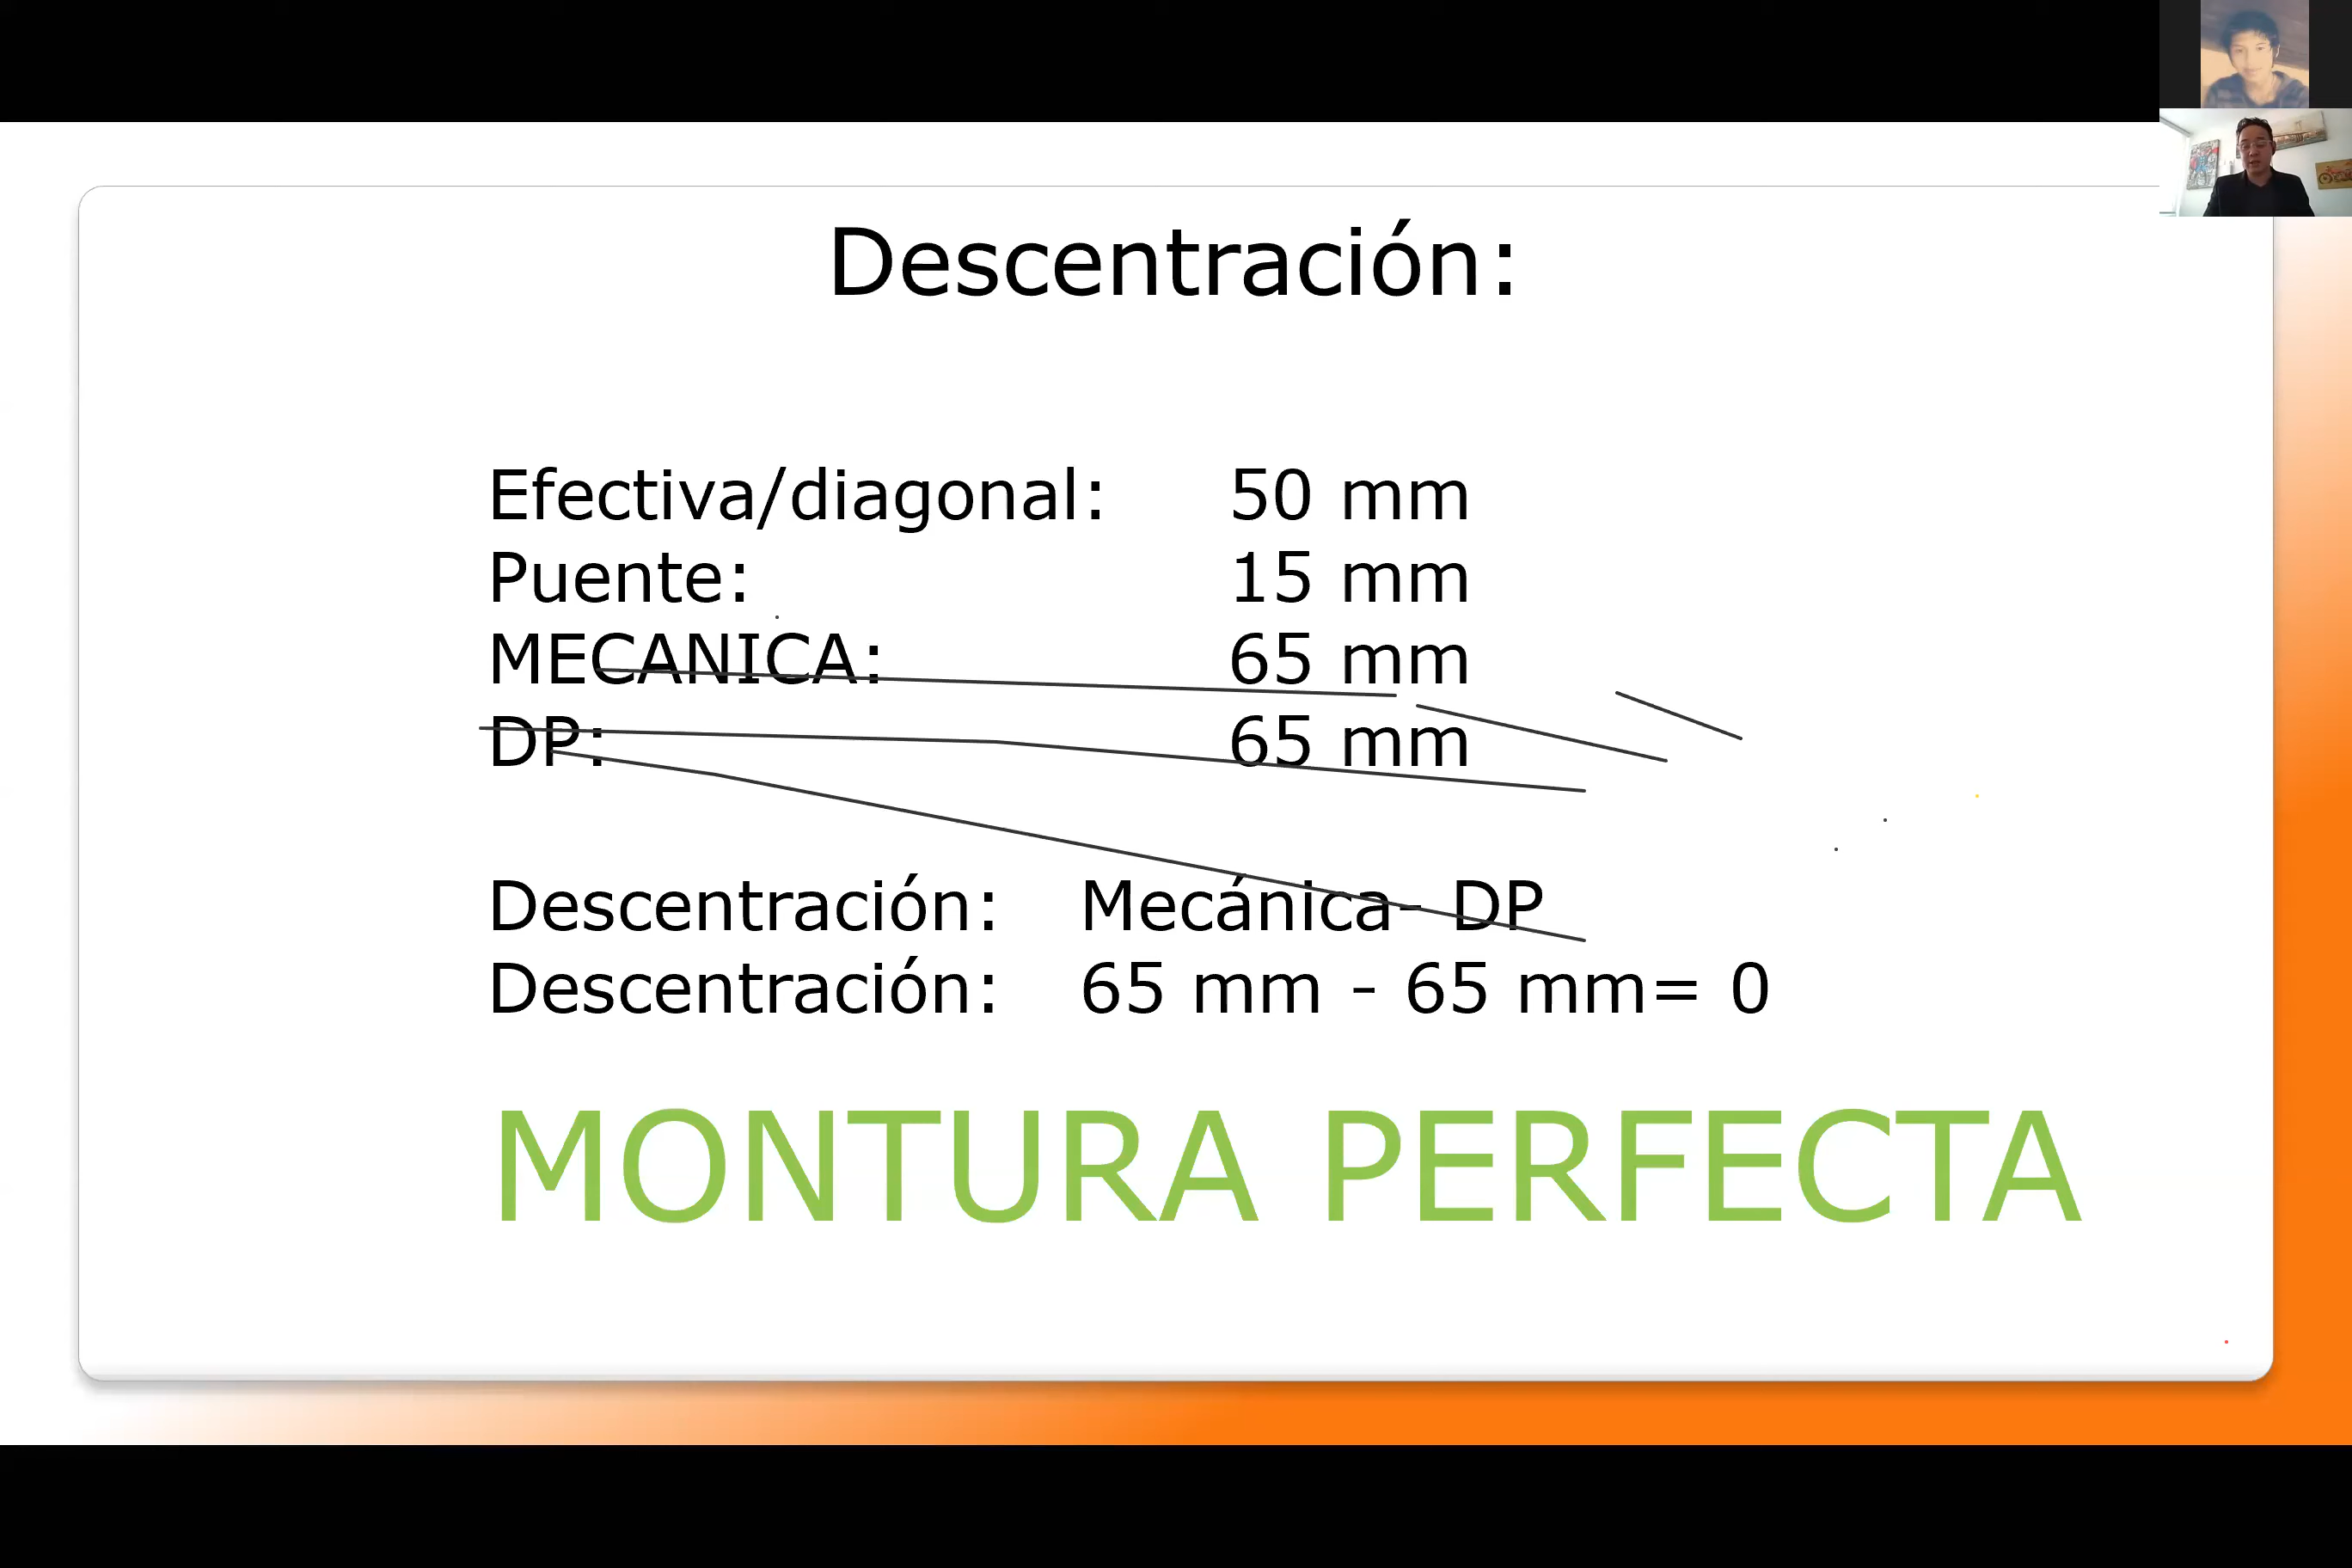 Descentración:
Efectiva/diagonal: 50 mm
Puente: 15 mm
MECANICA: 65 mm
DP: 65 mm
Descentración: Mecánica- DP
Descentración: 65 mm - 65 mm= 0
MONTURA PERFECTA